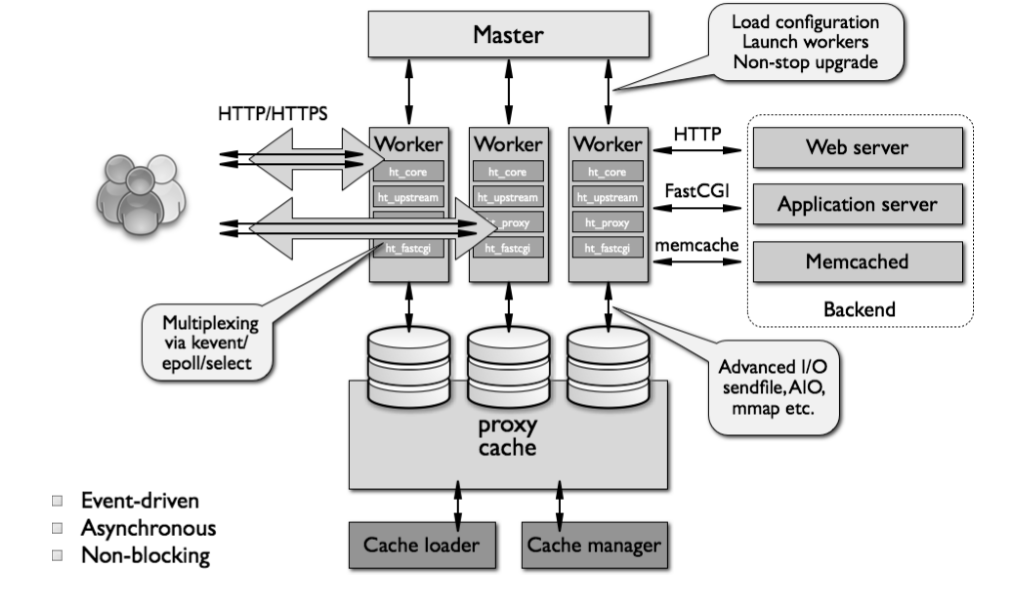 Master
Load configuration
Launch workers
Non-stop upgrade
HTTP/HTTPS
Worker
ht_core
ht_upstream
ht_fastcgi
Worker
ht_core
ht_upstream
_proxy
ht_fastcgi
Worker
ht_core
ht_upstream
ht_proxy
ht_fastcgi
HTTP
FastCGI
memcache
Web server
Application server
Memcached
Backend
Multiplexing
via kevent/
epoll/select
Advanced I/O
sendfile, AIO,
mmap etc.
proxy
cache
Cache loader
Cache manager
Event-driven
Asynchronous
Non-blocking